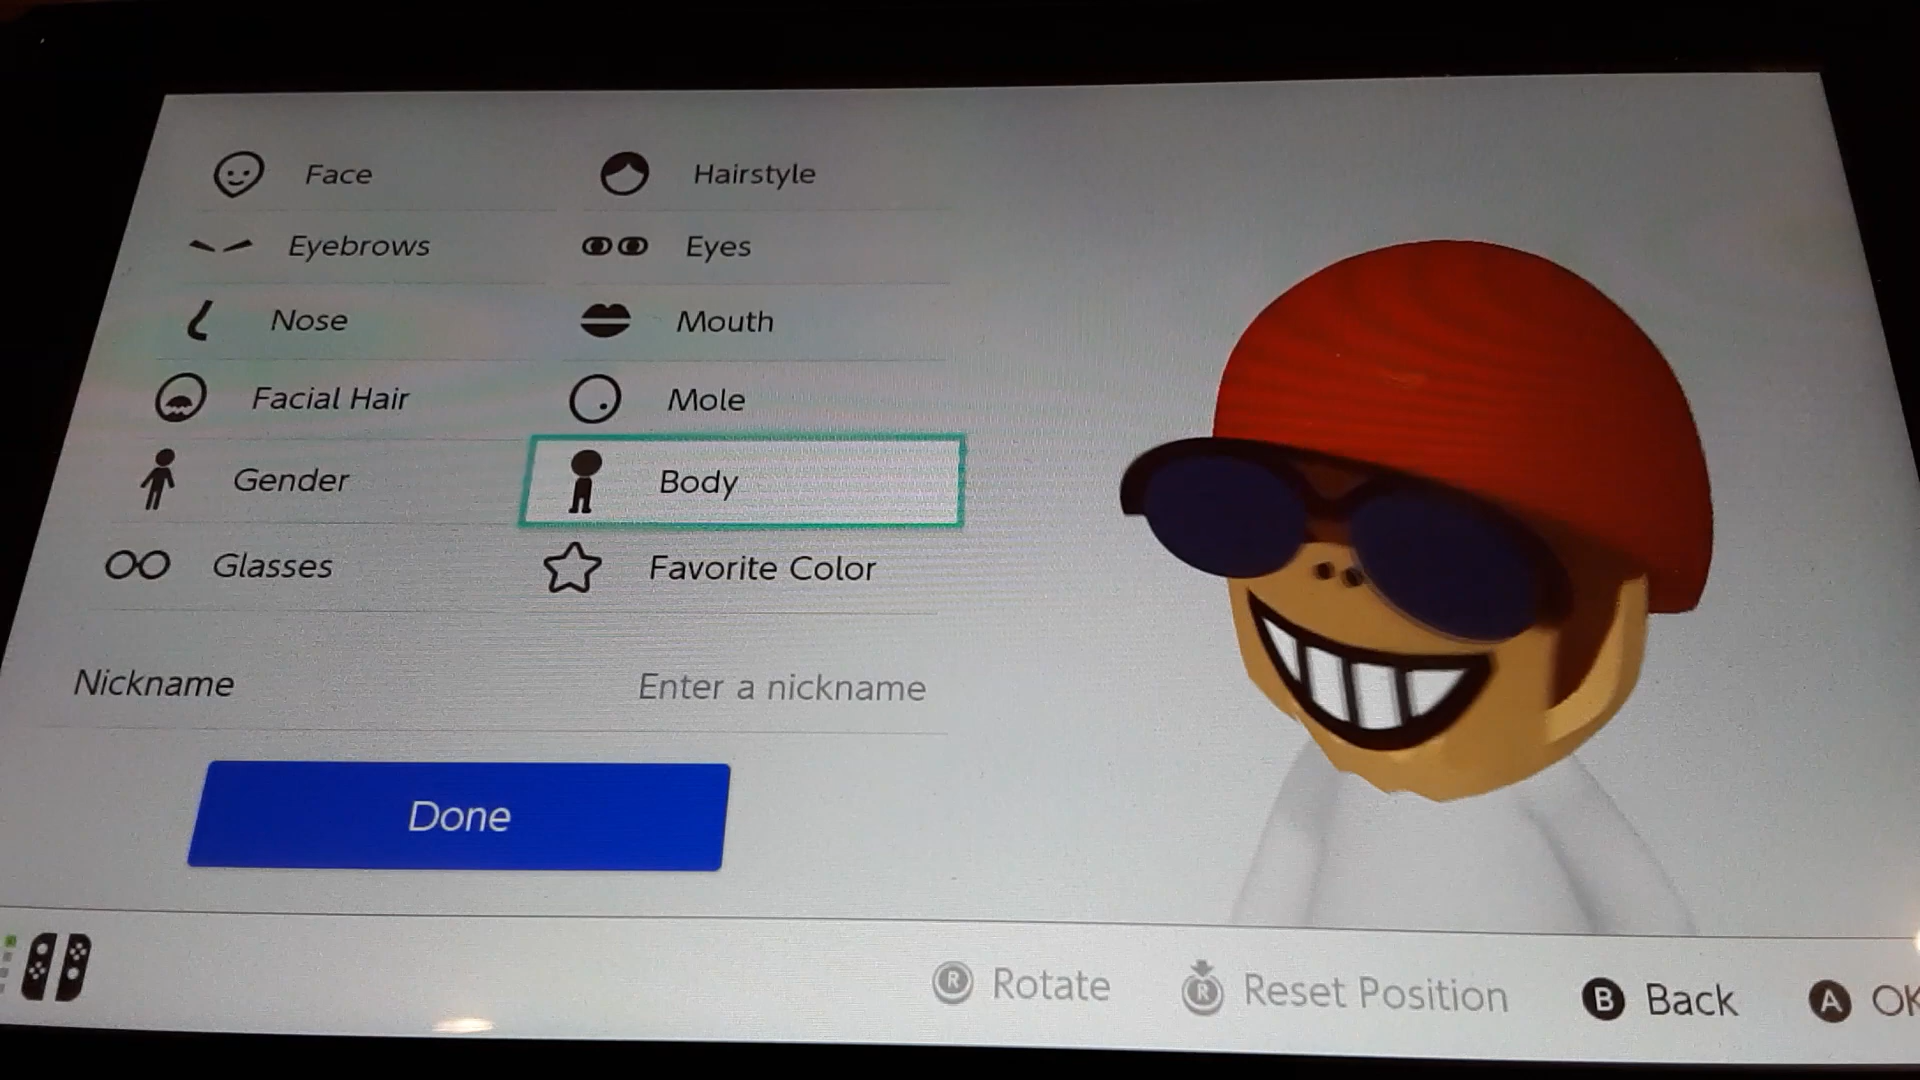 Face
Hairstyle
Eyebrows
Eyes
Nose
Mouth
Facial Hair
Mole
Gender
Body
Glasses
Favorite Color
Nickname
Enter a nickname
Done
R Rotate
R Reset Position
B Back
A OK